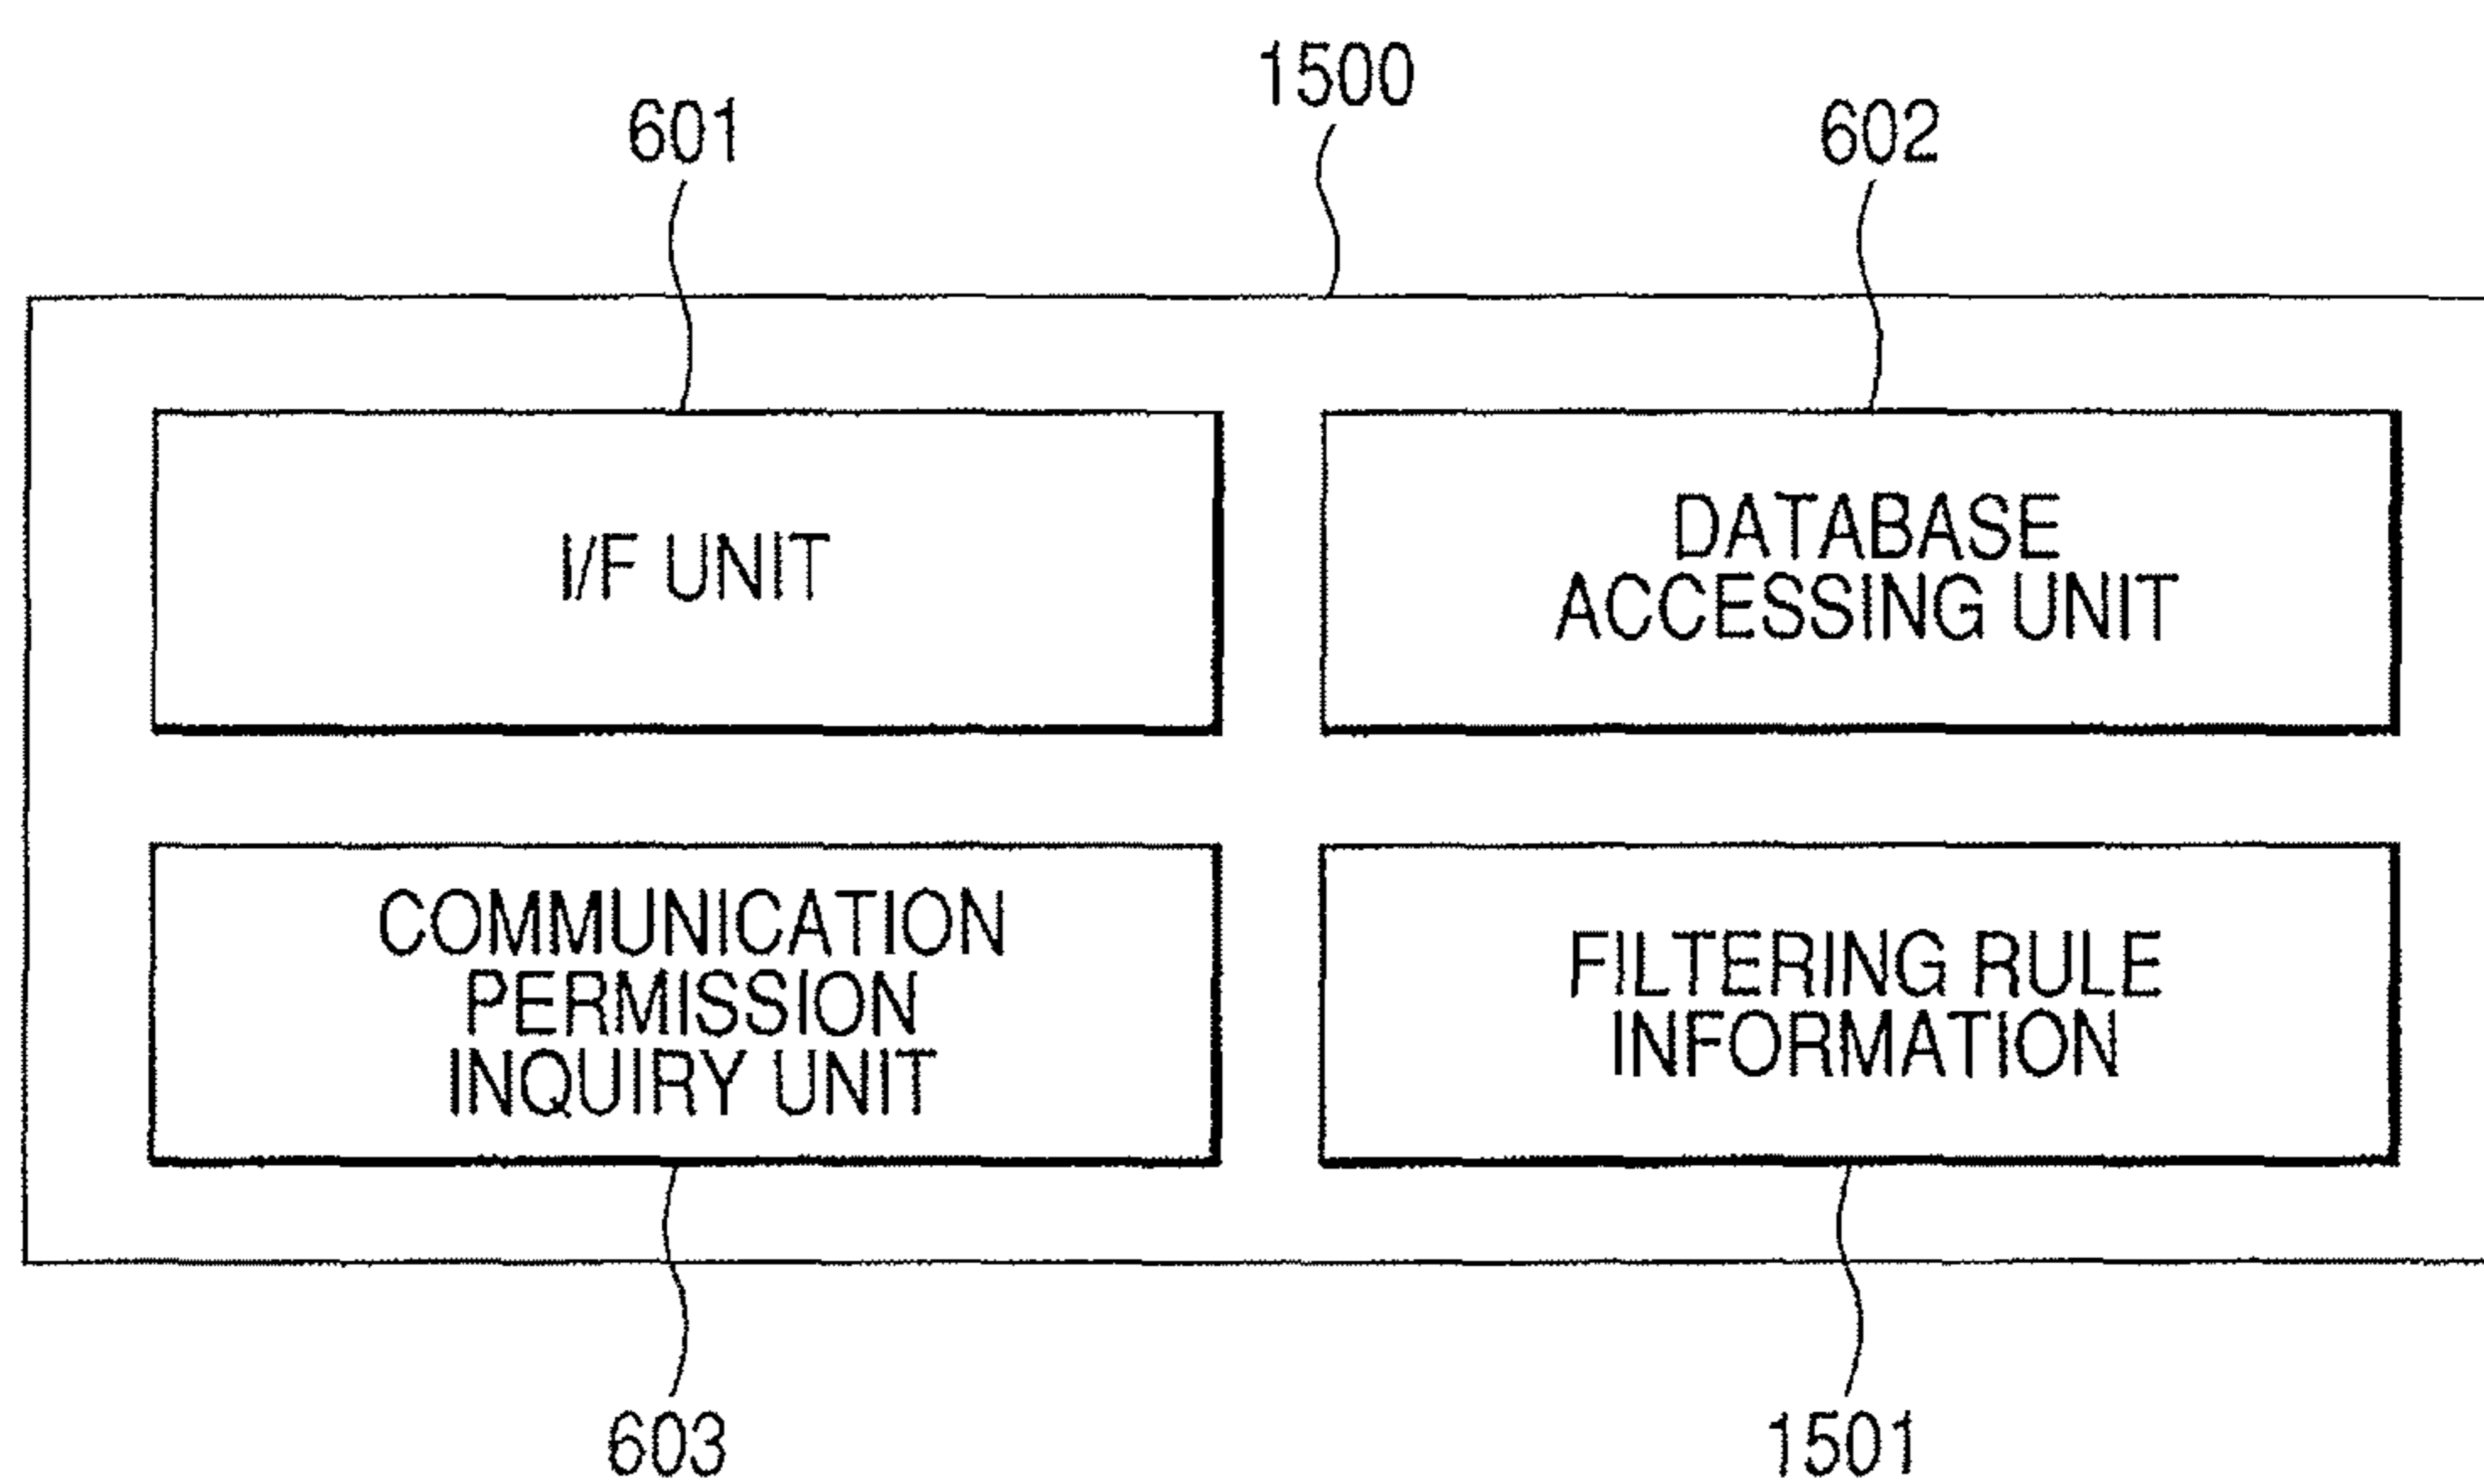 1500
601
602
I/F UNIT
DATABASE
ACCESSING UNIT
COMMUNICATION
PERMISSION
INQUIRY UNIT
FILTERING RULE
INFORMATION
603
1501